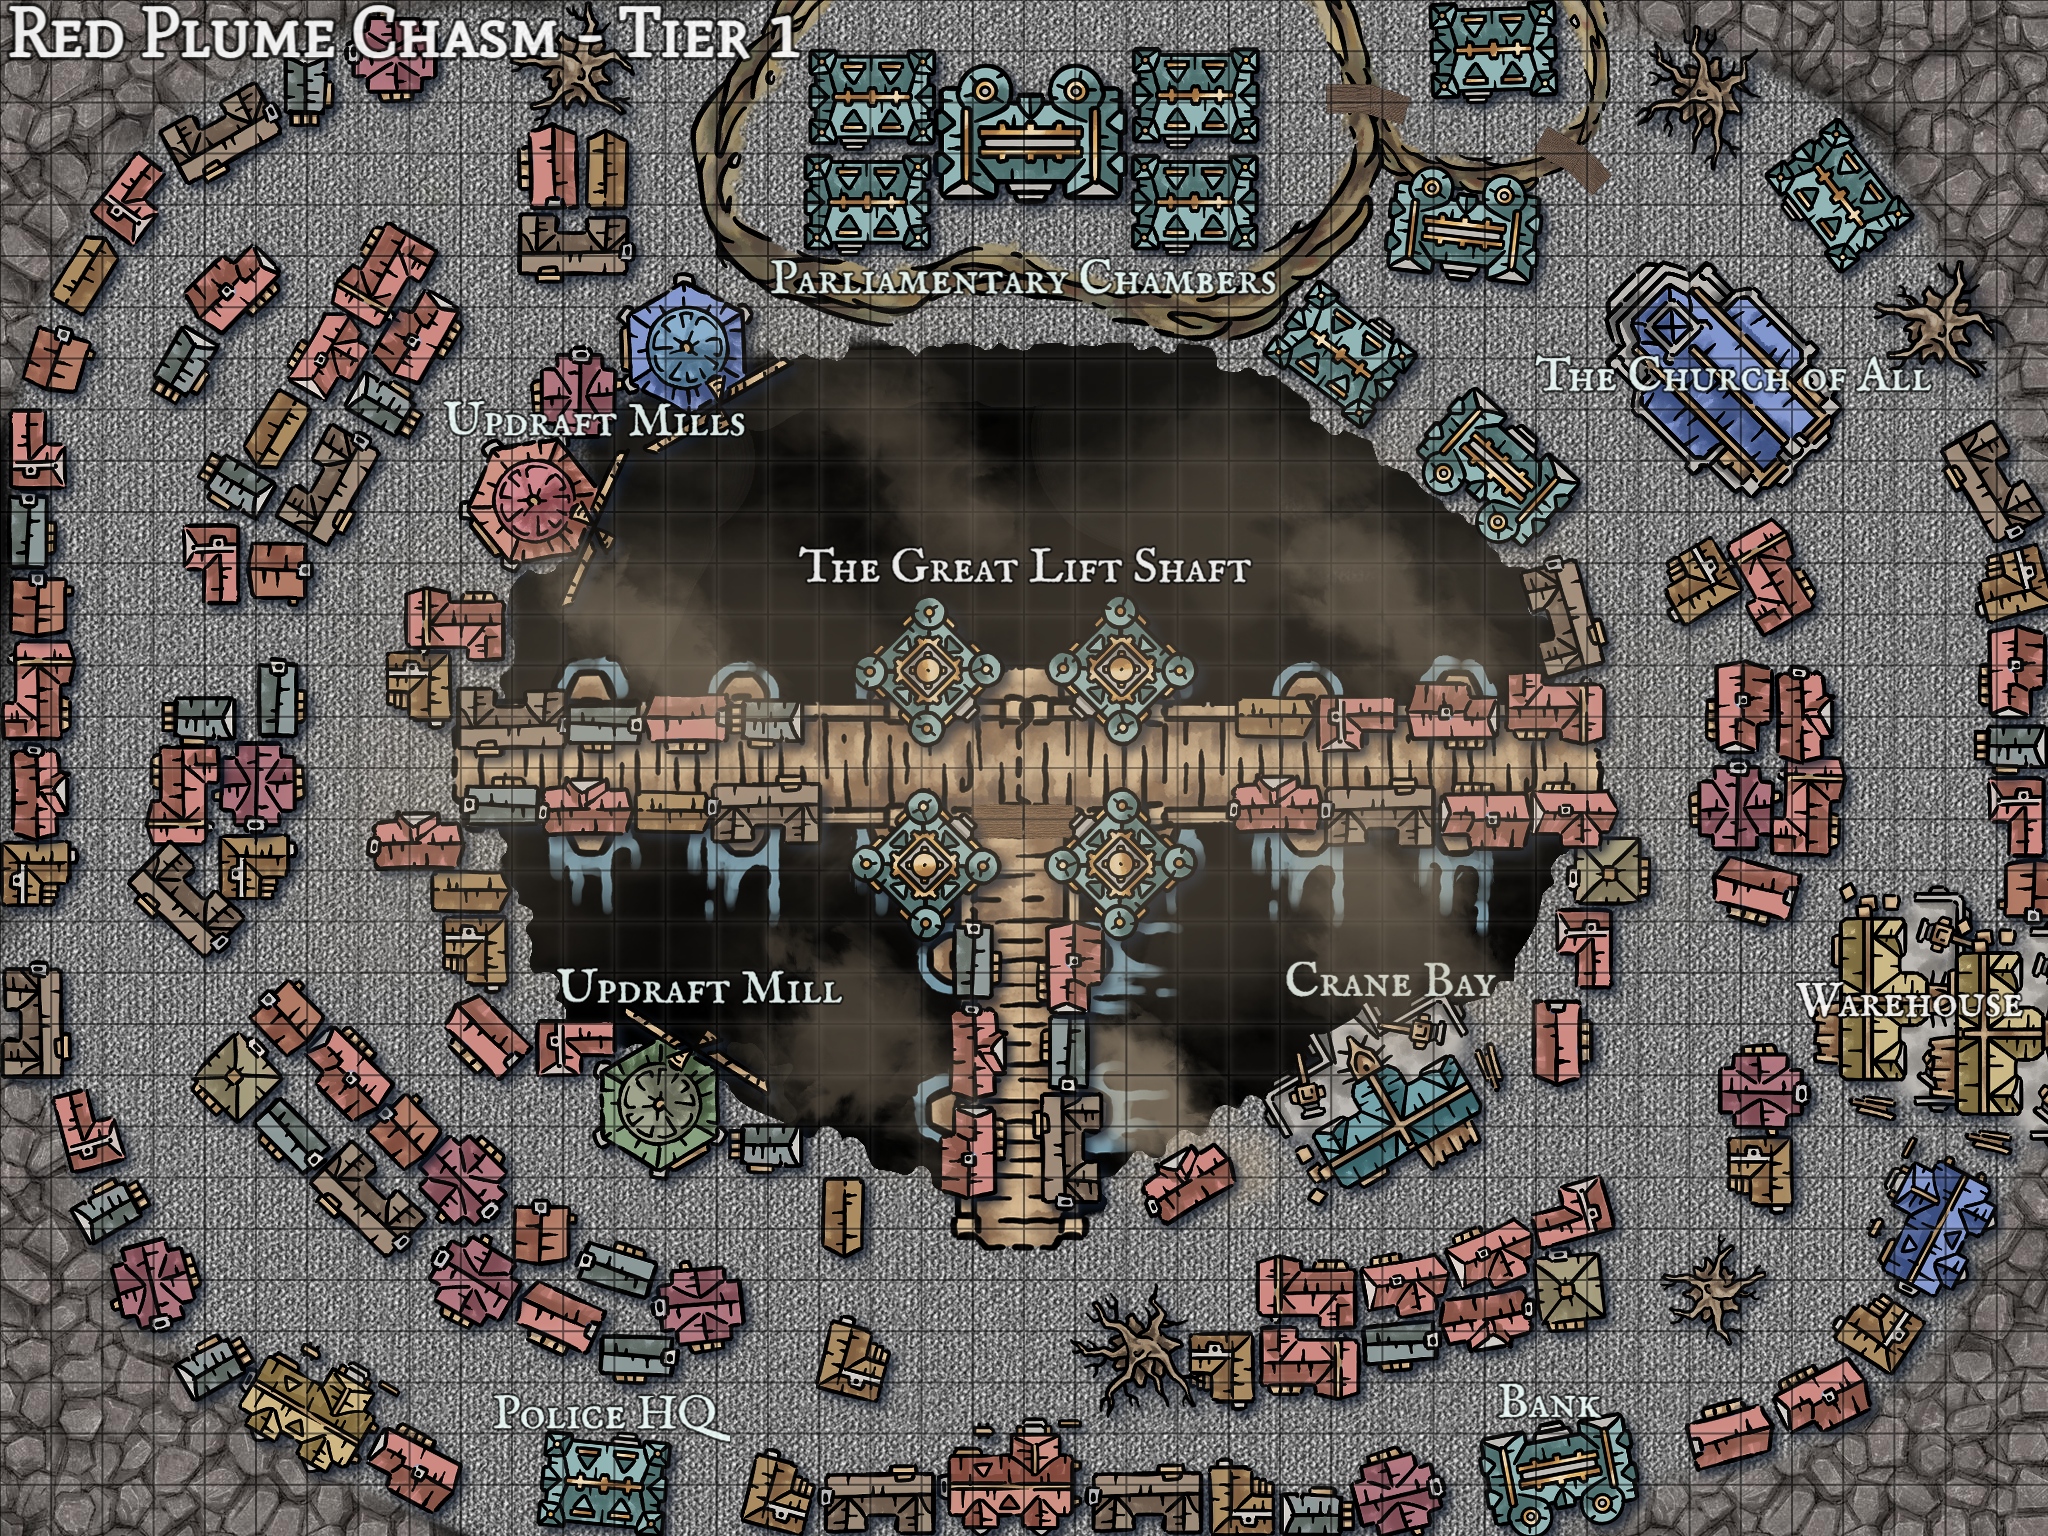 Red Plume Chasm - Tier 1
Parliamentary Chambers
The Church of All
Updraft Mills
The Great Lift Shaft
Updraft Mill
Crane Bay
Warehouse
Police HQ
Bank